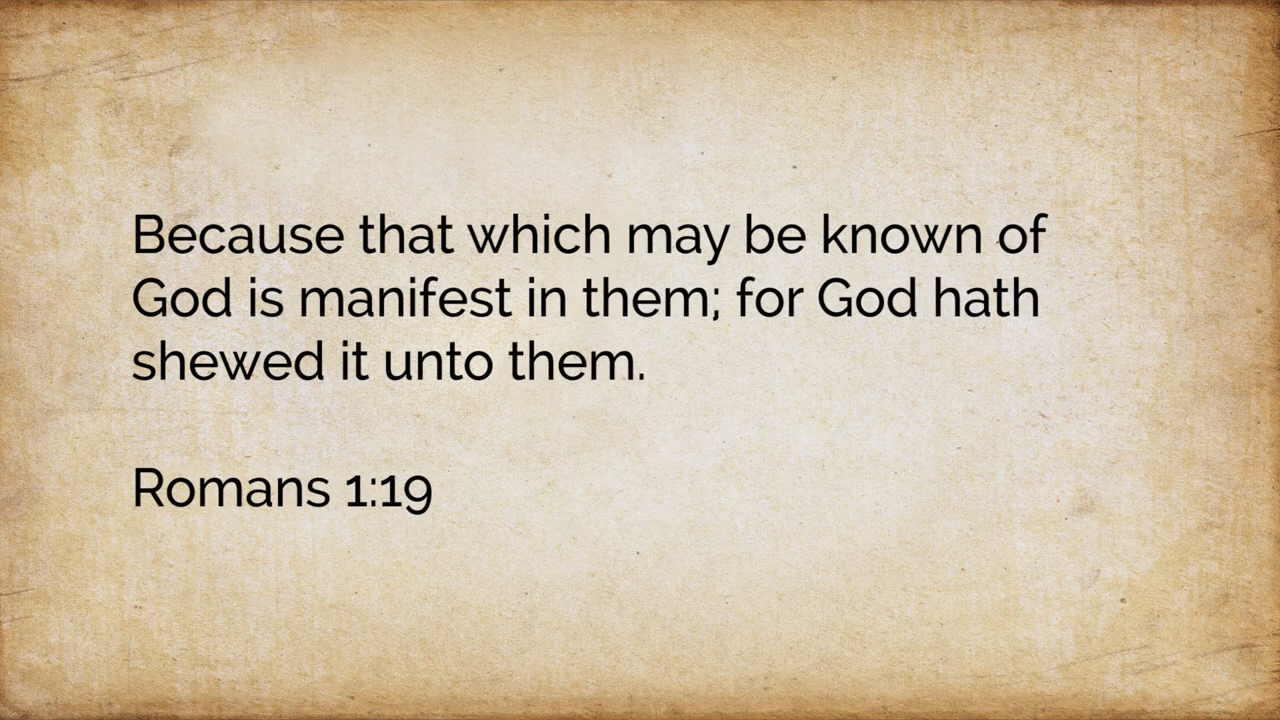 Because that which may be known of
God is manifest in them; for God hath
shewed it unto them.
Romans 1:19